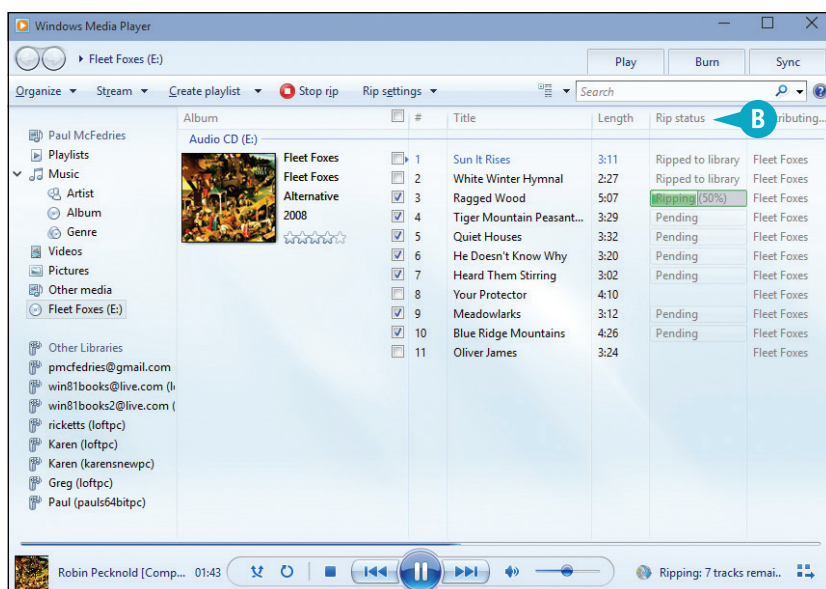 Windows Media Player
Fleet Foxes (E:)
Play Burn Sync
Organize Stream Create playlist Stop rip Rip settings Search
Album # Title Length Rip status B tributing...
Audio CD (E:)
Paul McFedries
Playlists
Music
Artist
Album
Genre
Videos
Pictures
Other media
Fleet Foxes (E:)
Other Libraries
pmcfedries@gmail.com
win81books@live.com (l
win81books2@live.com (
ricketts (loftpc)
Karen (loftpc)
Karen (karensnewpc)
Greg (loftpc)
Paul (pauls64bitpc)
Fleet Foxes
Fleet Foxes
Alternative
2008
1 Sun It Rises 3:11 Ripped to library Fleet Foxes
2 White Winter Hymnal 2:27 Ripped to library Fleet Foxes
3 Ragged Wood 5:07 Ripping (50%) Fleet Foxes
4 Tiger Mountain Peasant... 3:29 Pending Fleet Foxes
5 Quiet Houses 3:32 Pending Fleet Foxes
6 He Doesn't Know Why 3:20 Pending Fleet Foxes
7 Heard Them Stirring 3:02 Pending Fleet Foxes
8 Your Protector 4:10 Fleet Foxes
9 Meadowlarks 3:12 Pending Fleet Foxes
10 Blue Ridge Mountains 4:26 Pending Fleet Foxes
11 Oliver James 3:24 Fleet Foxes
Robin Pecknold [Comp... 01:43 Ripping: 7 tracks remai..